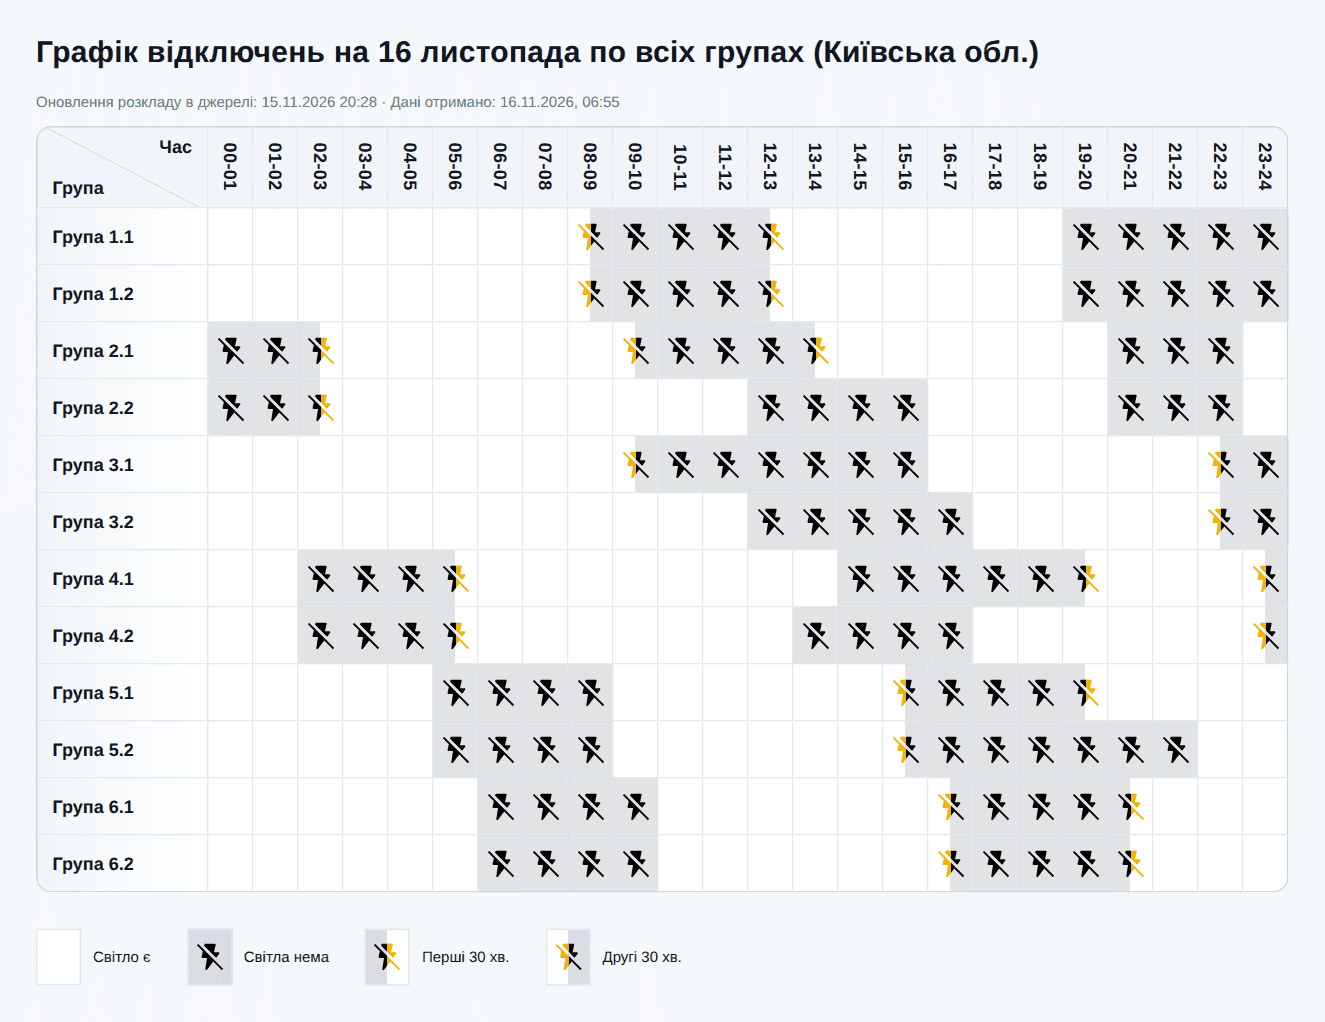 Графік відключень на 16 листопада по всіх групах (Київська обл.)
Оновлення розкладу в джерелі: 15.11.2026 20:28 · Дані отримано: 16.11.2026, 06:55
Час
Група
00-01 01-02 02-03 03-04 04-05 05-06 06-07 07-08 08-09 09-10 10-11 11-12 12-13 13-14 14-15 15-16 16-17 17-18 18-19 19-20 20-21 21-22 22-23 23-24
Група 1.1
Група 1.2
Група 2.1
Група 2.2
Група 3.1
Група 3.2
Група 4.1
Група 4.2
Група 5.1
Група 5.2
Група 6.1
Група 6.2
Світло є Світла нема Перші 30 хв. Другі 30 хв.